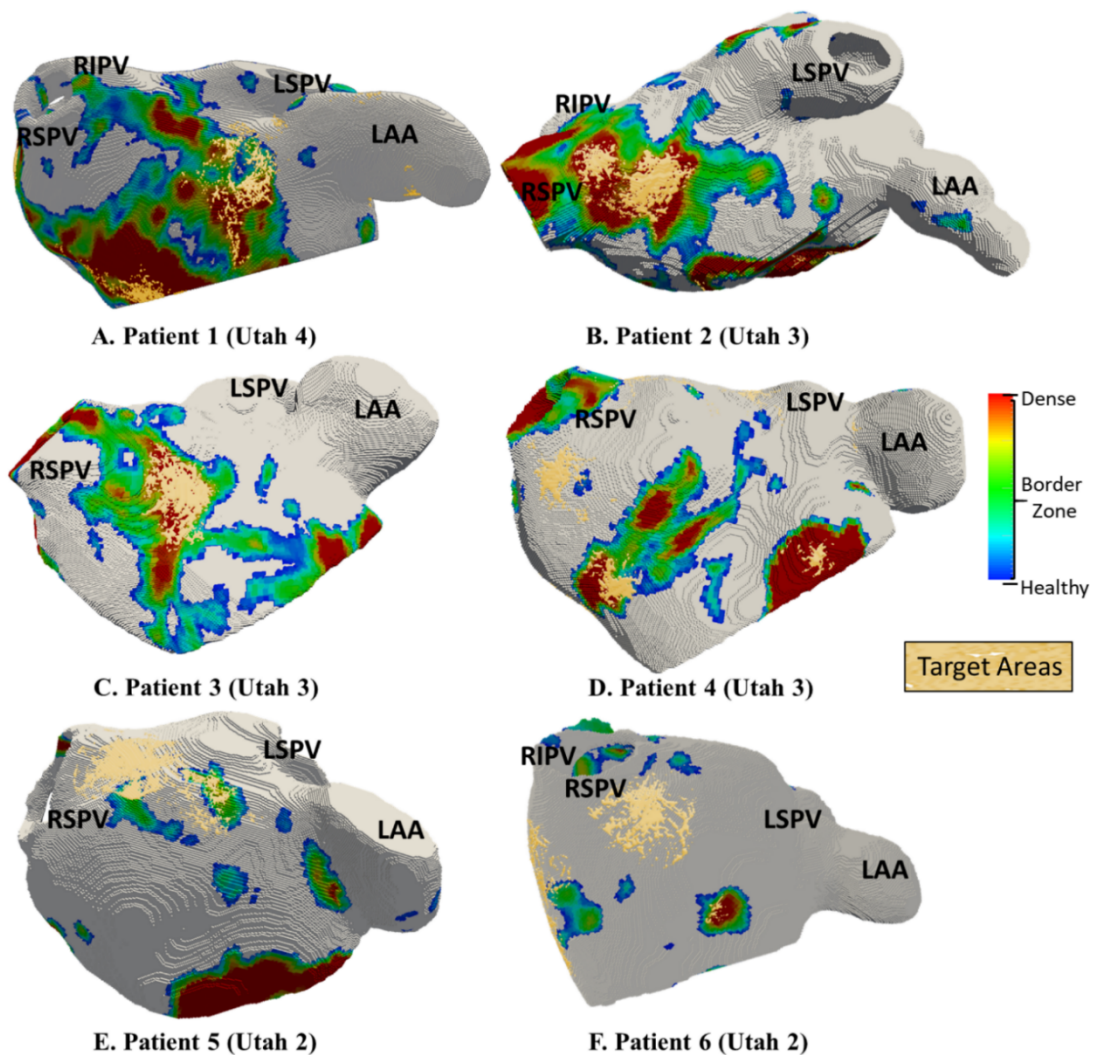 RIPV
LSPV
RSPV
LAA
A. Patient 1 (Utah 4)
LSPV
RIPV
RSPV
LAA
B. Patient 2 (Utah 3)
LSPV
LAA
RSPV
C. Patient 3 (Utah 3)
LSPV
RSPV
LAA
D. Patient 4 (Utah 3)
Dense
Border
Zone
Healthy
Target Areas
LSPV
RSPV
LAA
E. Patient 5 (Utah 2)
RIPV
RSPV
LSPV
LAA
F. Patient 6 (Utah 2)